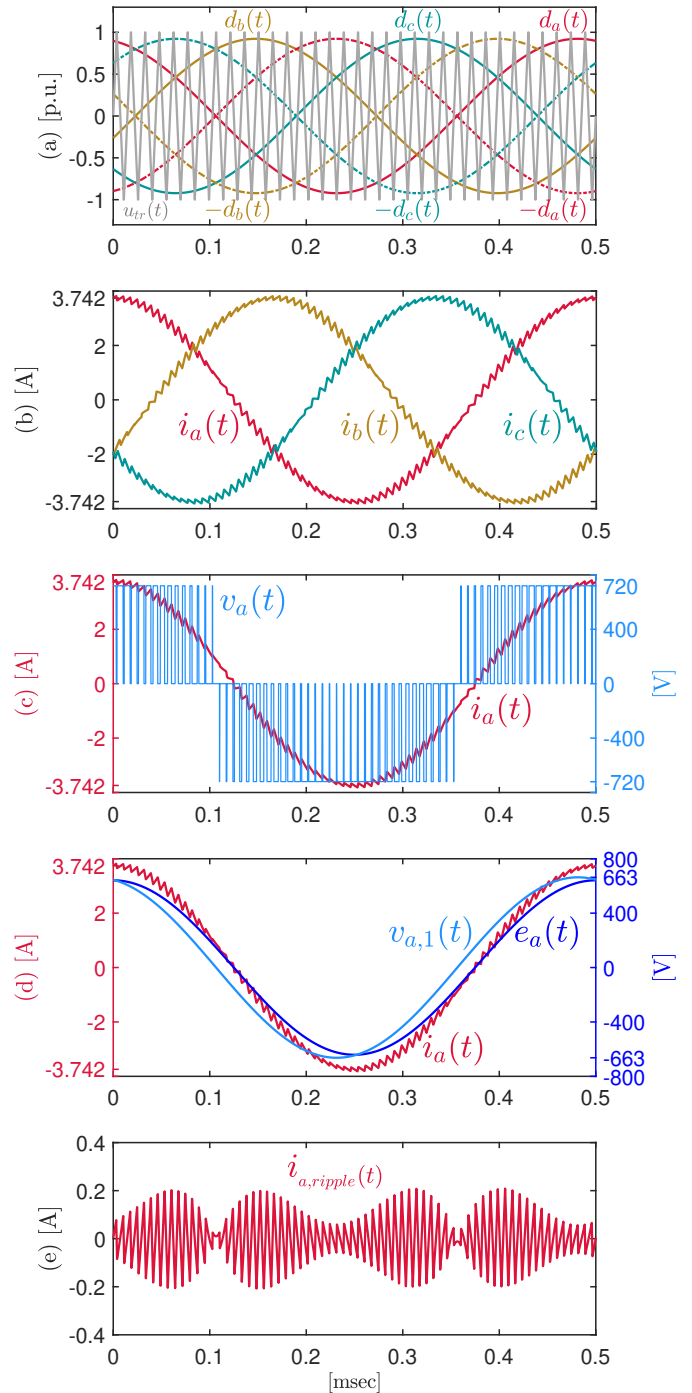 d_b(t) d_c(t) d_a(t)
1
0.5
0
-0.5
-1
(a) [p.u.]
u_{tr}(t) −d_b(t) −d_c(t) −d_a(t)
0 0.1 0.2 0.3 0.4 0.5
3.742
2
0
-2
-3.742
(b) [A]
i_a(t) i_b(t) i_c(t)
0 0.1 0.2 0.3 0.4 0.5
3.742
2
0
-2
-3.742
(c) [A]
v_a(t)
i_a(t)
720
400
0
-400
-720
[V]
0 0.1 0.2 0.3 0.4 0.5
3.742
2
0
-2
-3.742
(d) [A]
v_{a,1}(t) e_a(t)
i_a(t)
800
663
400
0
-400
-663
-800
[V]
0 0.1 0.2 0.3 0.4 0.5
0.4
0.2
0
-0.2
-0.4
(e) [A]
i_{a,ripple}(t)
0 0.1 0.2 0.3 0.4 0.5
[msec]